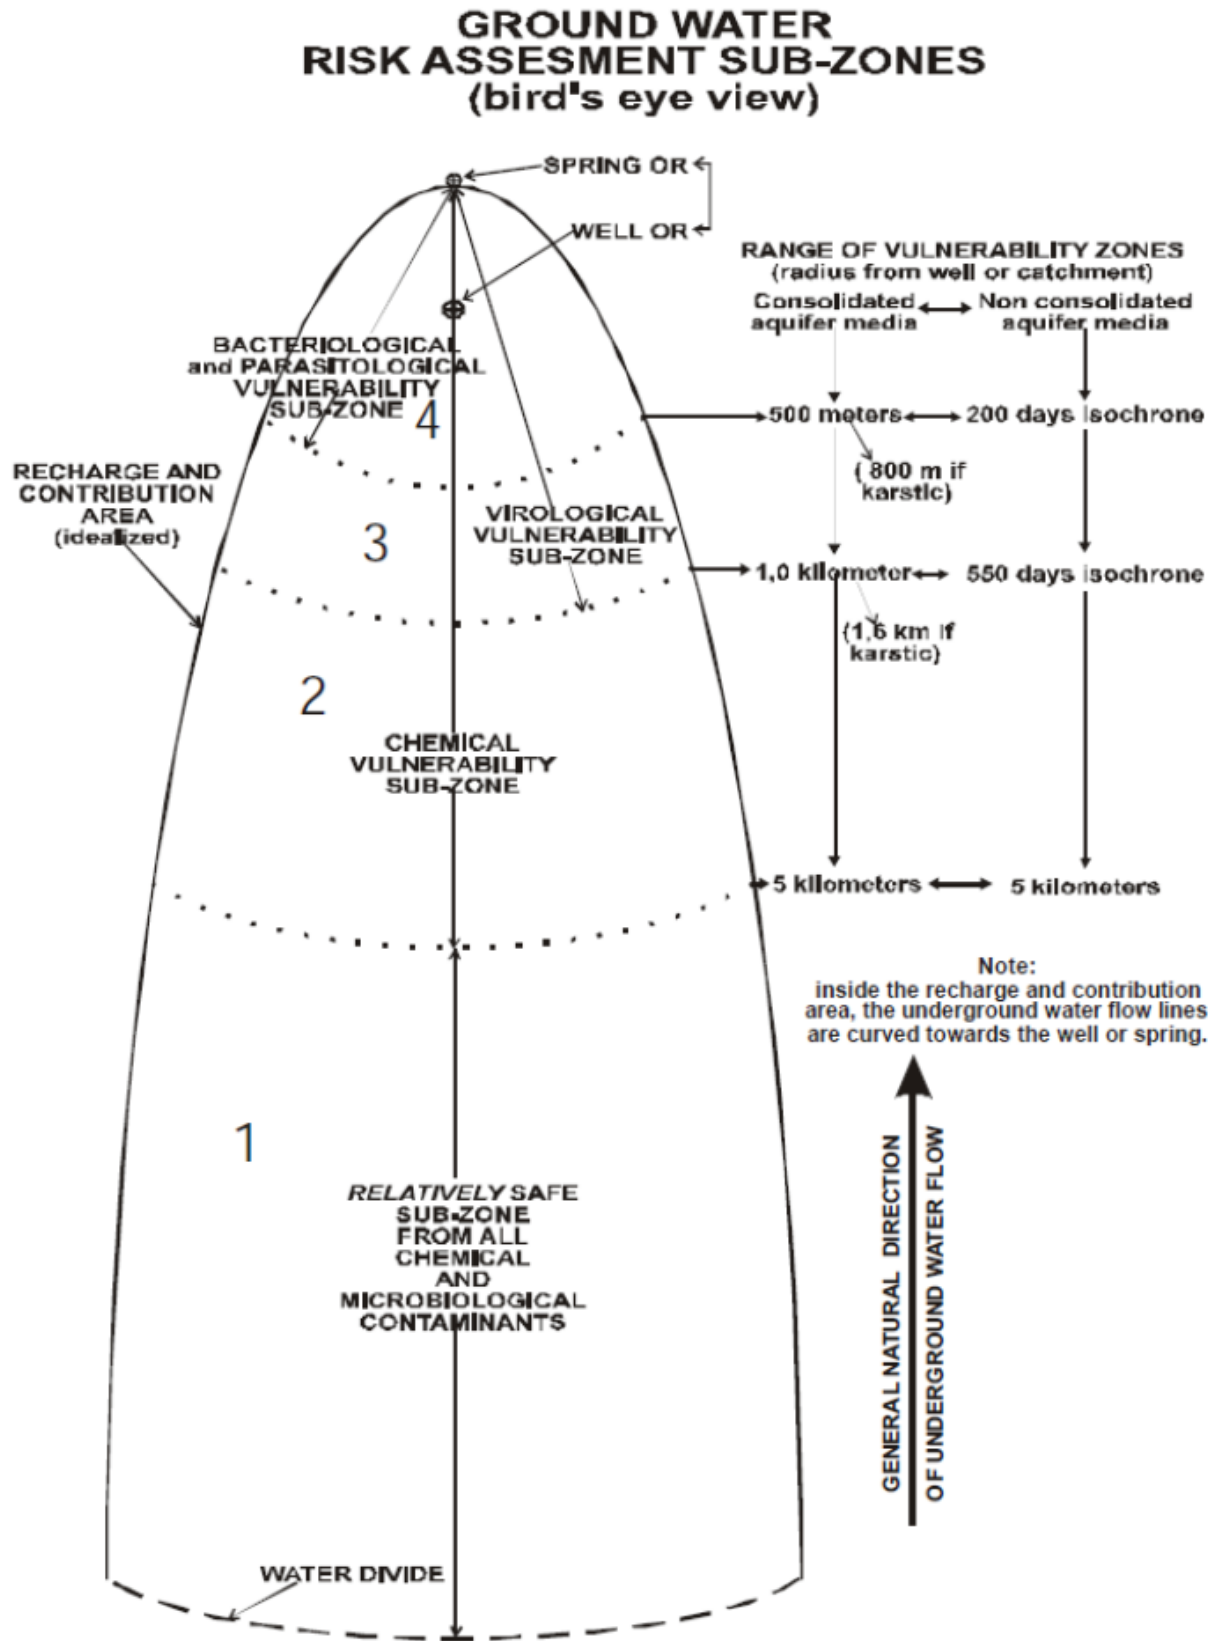 GROUND WATER
RISK ASSESMENT SUB-ZONES
(bird's eye view)
SPRING OR
WELL OR
RANGE OF VULNERABILITY ZONES
(radius from well or catchment)
Consolidated
aquifer media
Non consolidated
aquifer media
BACTERIOLOGICAL
and PARASITOLOGICAL
VULNERABILITY
SUB-ZONE
4
500 meters
200 days isochrone
( 800 m if
karstic)
RECHARGE AND
CONTRIBUTION
AREA
(idealized)
3
VIROLOGICAL
VULNERABILITY
SUB-ZONE
1,0 kilometer
550 days isochrone
(1,6 km if
karstic)
2
CHEMICAL
VULNERABILITY
SUB-ZONE
5 kilometers
5 kilometers
Note:
inside the recharge and contribution
area, the underground water flow lines
are curved towards the well or spring.
1
RELATIVELY SAFE
SUB-ZONE
FROM ALL
CHEMICAL
AND
MICROBIOLOGICAL
CONTAMINANTS
GENERAL NATURAL DIRECTION
OF UNDERGROUND WATER FLOW
WATER DIVIDE